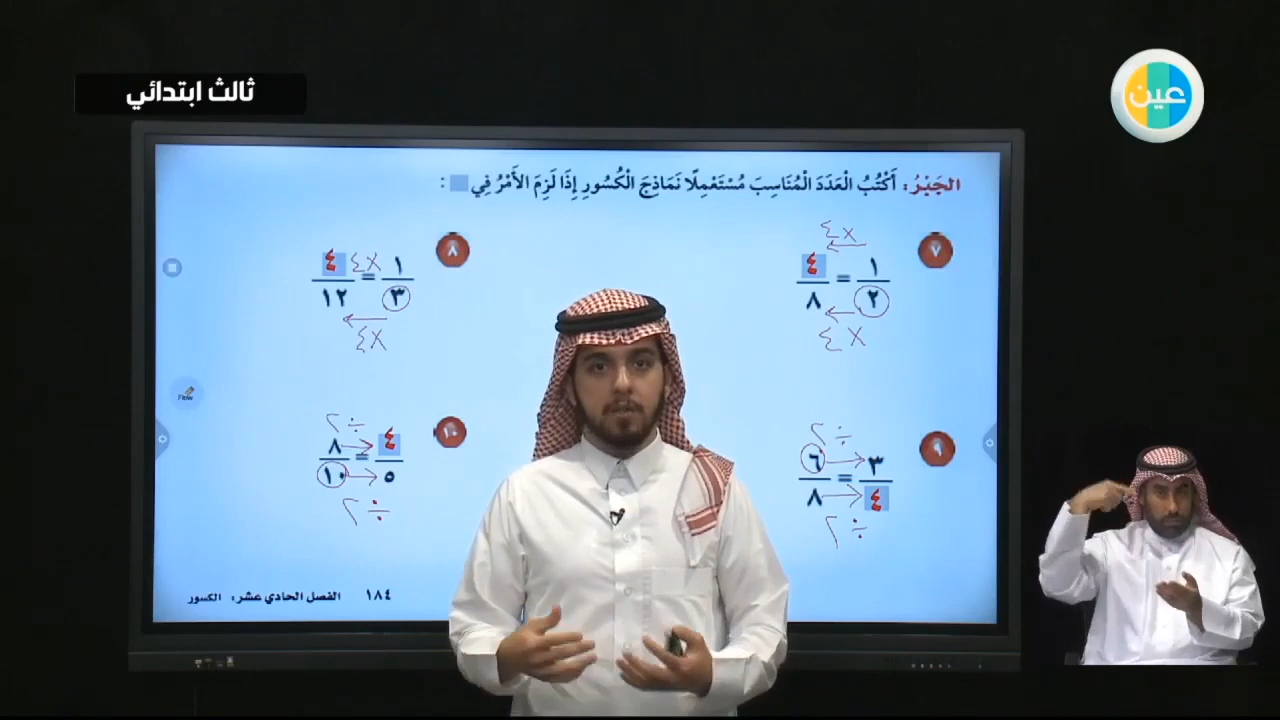 ثالث ابتدائي
عين
الجَبْرُ: أَكْتُبُ الْعَدَدَ الْمُنَاسِبَ مُسْتَعْمِلًا نَمَاذِجَ الْكُسُورِ إِذَا لَزِمَ الأَمْرُ فِي :
٧
×٤
١ = ٤
٢ ٨
×٤
٨
١ ×٤ = ٤
٣ ١٢
×٤
٩
÷٢
٣ = ٦
٤ ٨
÷٢
١٠
÷٢
٤ = ٨
٥ ١٠
÷٢
١٨٤ الفصل الحادي عشر: الكسور
Flow